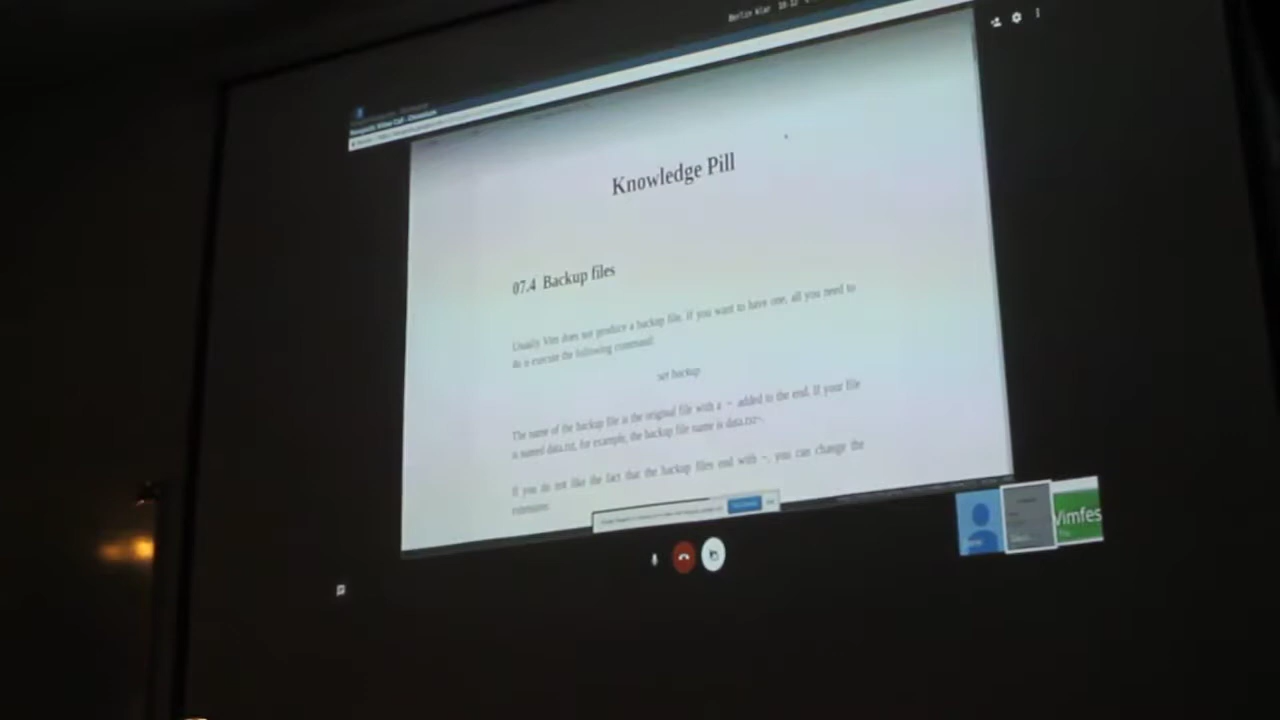 Knowledge Pill
07.4 Backup files
Usually Vim does not produce a backup file. If you want to have one, all you need to
do is execute the following command:
set backup
The name of the backup file is the original file with a ~ added to the end. If your file
is named data.txt, for example, the backup file name is data.txt~.
If you do not like the fact that the backup files end with ~, you can change the
extension:
Vimfes